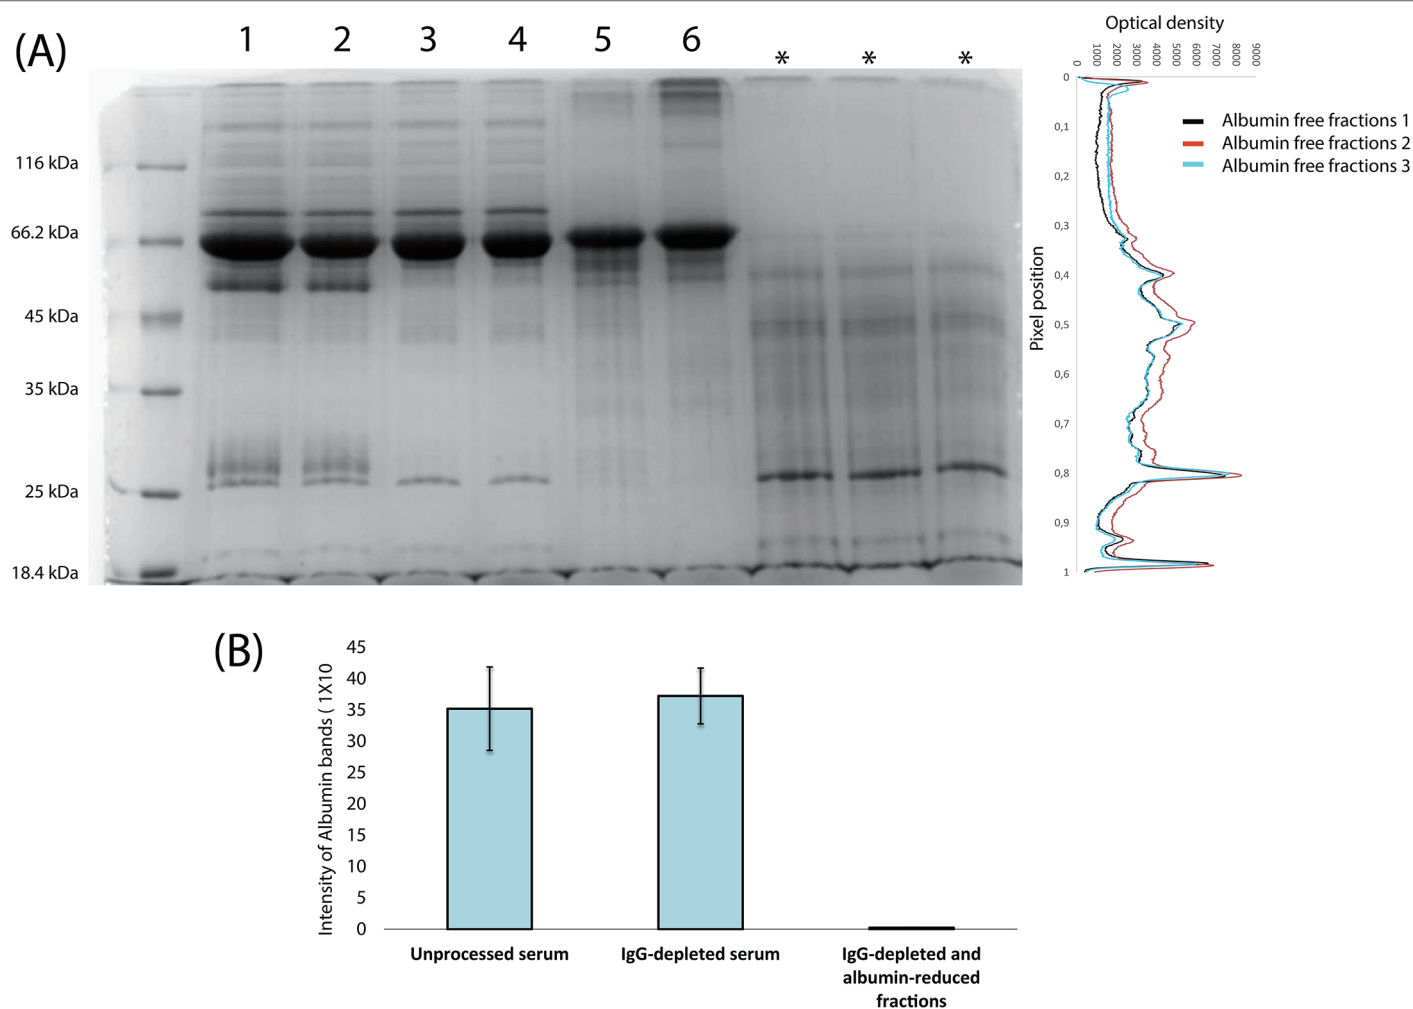 (A)
1 2 3 4 5 6 * * *
116 kDa
66.2 kDa
45 kDa
35 kDa
25 kDa
18.4 kDa
Optical density
0 1000 2000 3000 4000 5000 6000 7000 8000 9000
Pixel position
0
0,1
0,2
0,3
0,4
0,5
0,6
0,7
0,8
0,9
1
Albumin free fractions 1
Albumin free fractions 2
Albumin free fractions 3
(B)
Intensity of Albumin bands ( 1X10
45
40
35
30
25
20
15
10
5
0
Unprocessed serum
IgG-depleted serum
IgG-depleted and
albumin-reduced
fractions